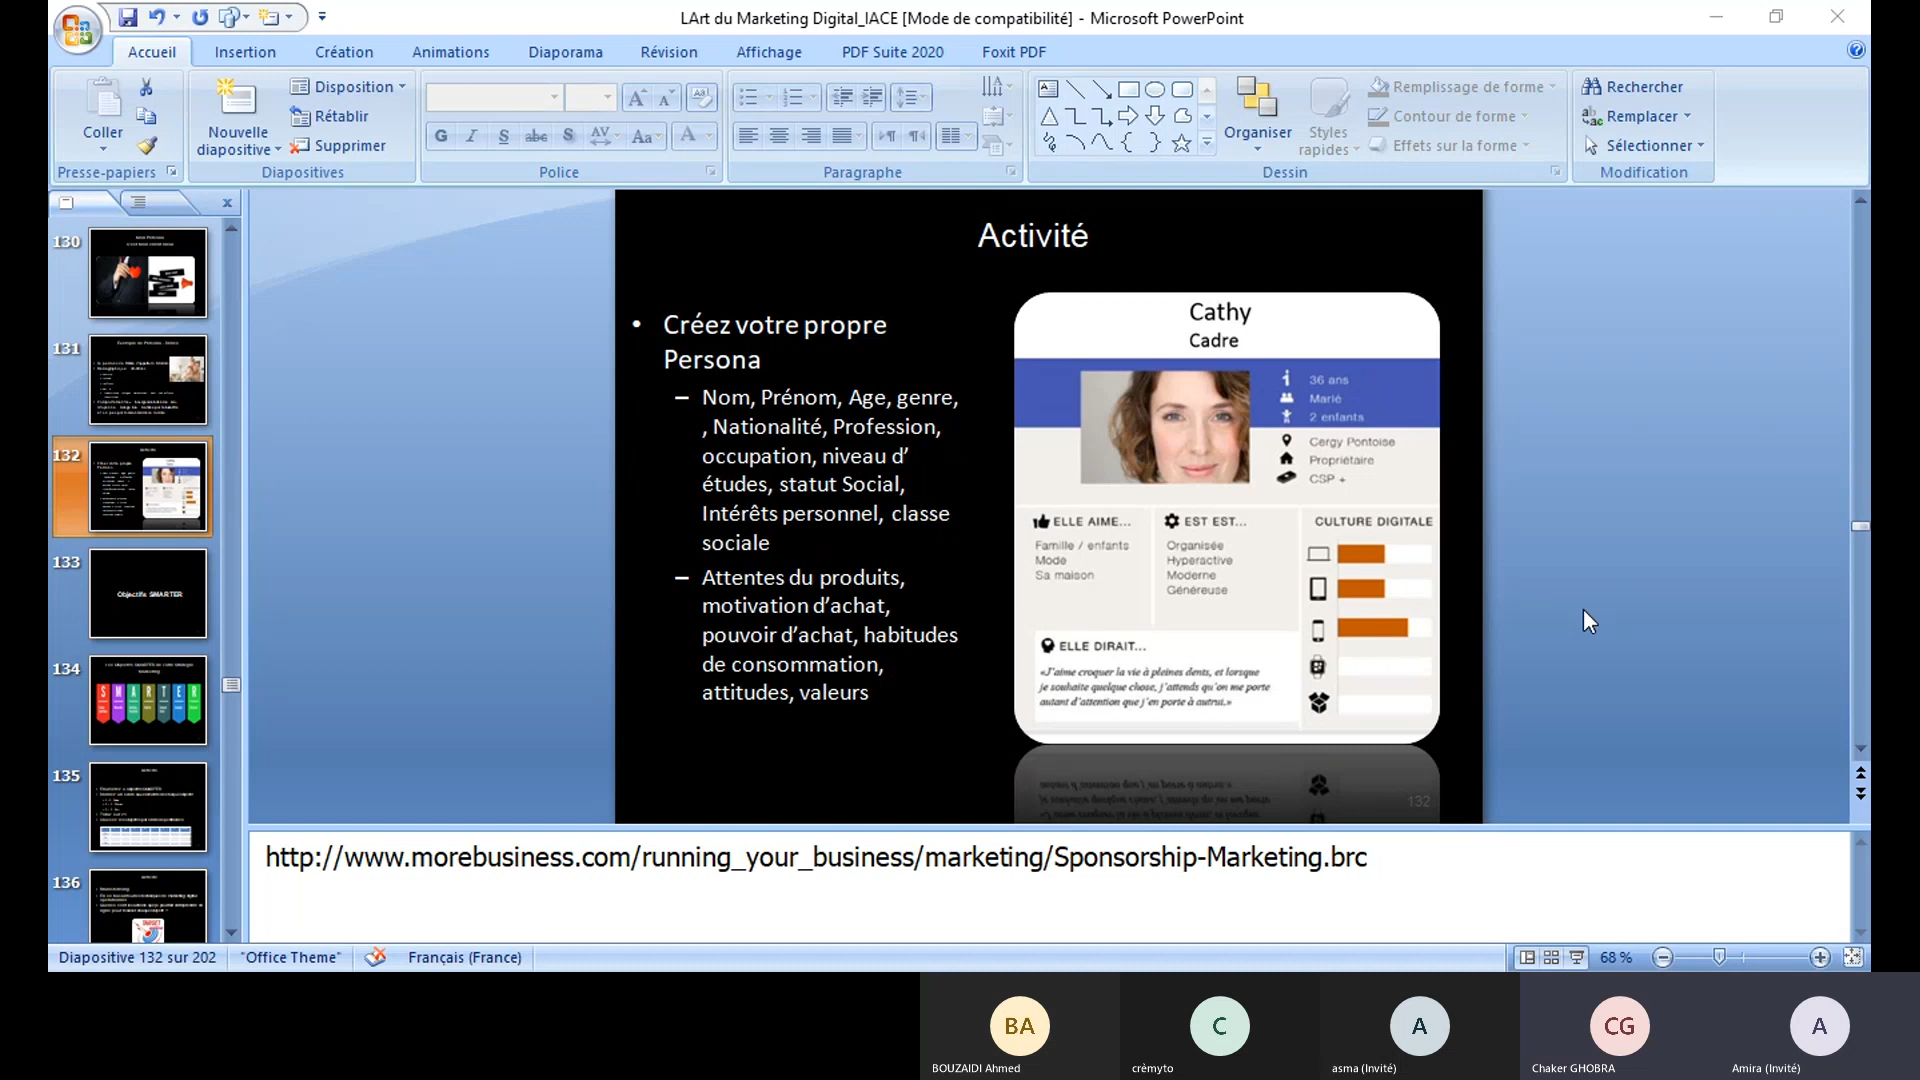 LArt du Marketing Digital_IACE [Mode de compatibilité] - Microsoft PowerPoint
Accueil Insertion Création Animations Diaporama Révision Affichage PDF Suite 2020 Foxit PDF
Coller
Presse-papiers
Nouvelle
diapositive
Disposition
Rétablir
Supprimer
Diapositives
G I S abc S AV Aa A
Police
Paragraphe
Organiser
Styles
rapides
Remplissage de forme
Contour de forme
Effets sur la forme
Dessin
Rechercher
Remplacer
Sélectionner
Modification
130
131
132
133
Objectifs SMARTER
134
S M A R T E R
135
136
Activité
• Créez votre propre
Persona
– Nom, Prénom, Age, genre,
, Nationalité, Profession,
occupation, niveau d’
études, statut Social,
Intérêts personnel, classe
sociale
– Attentes du produits,
motivation d’achat,
pouvoir d’achat, habitudes
de consommation,
attitudes, valeurs
Cathy
Cadre
36 ans
Marié
2 enfants
Cergy Pontoise
Propriétaire
CSP +
ELLE AIME...
Famille / enfants
Mode
Sa maison
EST EST...
Organisée
Hyperactive
Moderne
Généreuse
CULTURE DIGITALE
ELLE DIRAIT...
«J’aime croquer la vie à pleines dents, et lorsque
je souhaite quelque chose, j’attends qu’on me porte
autant d’attention que j’en porte à autrui.»
132
http://www.morebusiness.com/running_your_business/marketing/Sponsorship-Marketing.brc
Diapositive 132 sur 202 "Office Theme" Français (France) 68 %
BA C A CG A
BOUZAIDI Ahmed crèmyto asma (Invité) Chaker GHOBRA Amira (Invité)